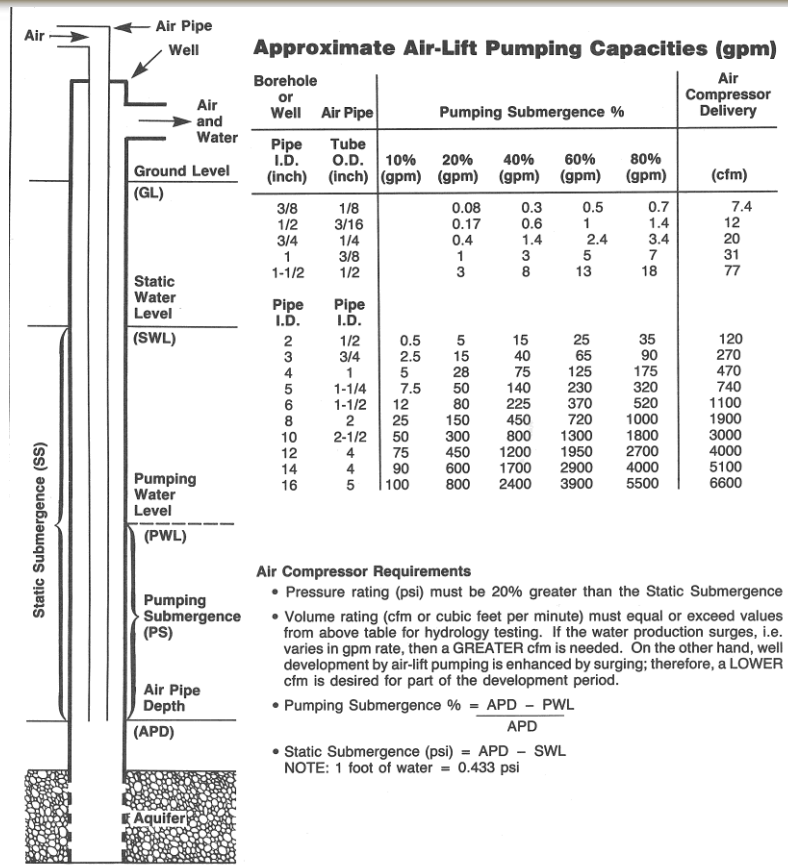 Air
Air Pipe
Well
Air
and
Water
Ground Level
(GL)
Static
Water
Level
(SWL)
Static Submergence (SS)
Pumping
Water
Level
(PWL)
Pumping
Submergence
(PS)
Air Pipe
Depth
(APD)
Aquifer
Approximate Air-Lift Pumping Capacities (gpm)
Borehole
or
Well Air Pipe Pumping Submergence %
Air
Compressor
Delivery
Pipe Tube
I.D. O.D. 10% 20% 40% 60% 80%
(inch) (inch) (gpm) (gpm) (gpm) (gpm) (gpm) (cfm)
3/8 1/8 0.08 0.3 0.5 0.7 7.4
1/2 3/16 0.17 0.6 1 1.4 12
3/4 1/4 0.4 1.4 2.4 3.4 20
1 3/8 1 3 5 7 31
1-1/2 1/2 3 8 13 18 77
Pipe Pipe
I.D. I.D.
2 1/2 0.5 5 15 25 35 120
3 3/4 2.5 15 40 65 90 270
4 1 5 28 75 125 175 470
5 1-1/4 7.5 50 140 230 320 740
6 1-1/2 12 80 225 370 520 1100
8 2 25 150 450 720 1000 1900
10 2-1/2 50 300 800 1300 1800 3000
12 4 75 450 1200 1950 2700 4000
14 4 90 600 1700 2900 4000 5100
16 5 100 800 2400 3900 5500 6600
Air Compressor Requirements
• Pressure rating (psi) must be 20% greater than the Static Submergence
• Volume rating (cfm or cubic feet per minute) must equal or exceed values
from above table for hydrology testing. If the water production surges, i.e.
varies in gpm rate, then a GREATER cfm is needed. On the other hand, well
development by air-lift pumping is enhanced by surging; therefore, a LOWER
cfm is desired for part of the development period.
• Pumping Submergence % = APD – PWL
APD
• Static Submergence (psi) = APD – SWL
NOTE: 1 foot of water = 0.433 psi